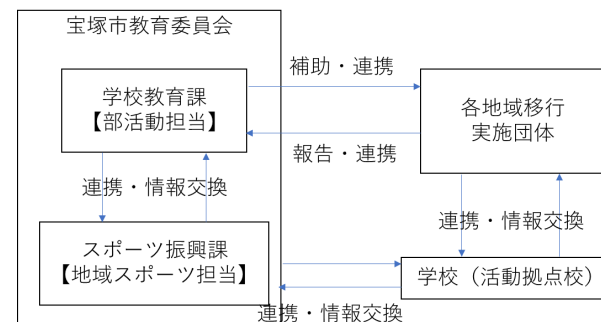 宝塚市教育委員会
学校教育課
【部活動担当】
補助・連携
報告・連携
各地域移行
実施団体
連携・情報交換
連携・情報交換
スポーツ振興課
【地域スポーツ担当】
学校（活動拠点校）
連携・情報交換